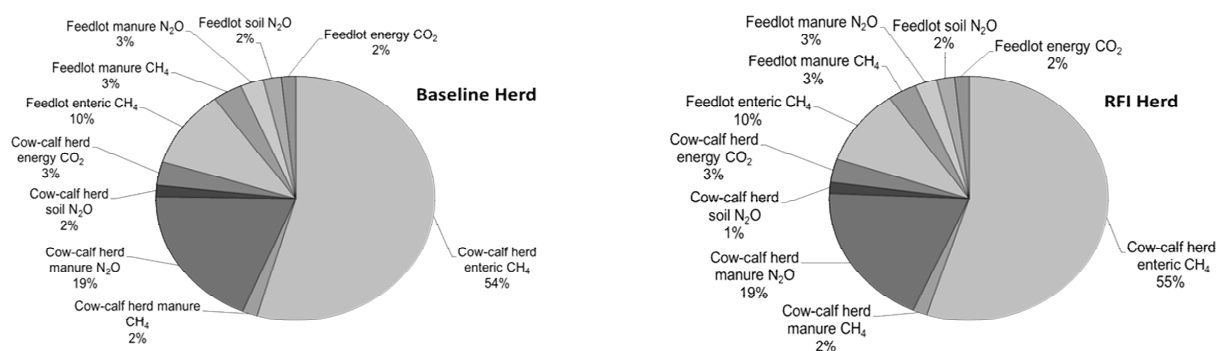 Feedlot soil N₂O
2%
Feedlot manure N₂O
3%
Feedlot energy CO₂
2%
Feedlot manure CH₄
3%
Baseline Herd
Feedlot enteric CH₄
10%
Cow-calf herd
energy CO₂
3%
Cow-calf herd
soil N₂O
2%
Cow-calf herd
manure N₂O
19%
Cow-calf herd manure
CH₄
2%
Cow-calf herd
enteric CH₄
54%
Feedlot manure N₂O
3%
Feedlot soil N₂O
2%
Feedlot energy CO₂
2%
Feedlot manure CH₄
3%
RFI Herd
Feedlot enteric CH₄
10%
Cow-calf herd
energy CO₂
3%
Cow-calf herd
soil N₂O
1%
Cow-calf herd
manure N₂O
19%
Cow-calf herd
manure CH₄
2%
Cow-calf herd
enteric CH₄
55%